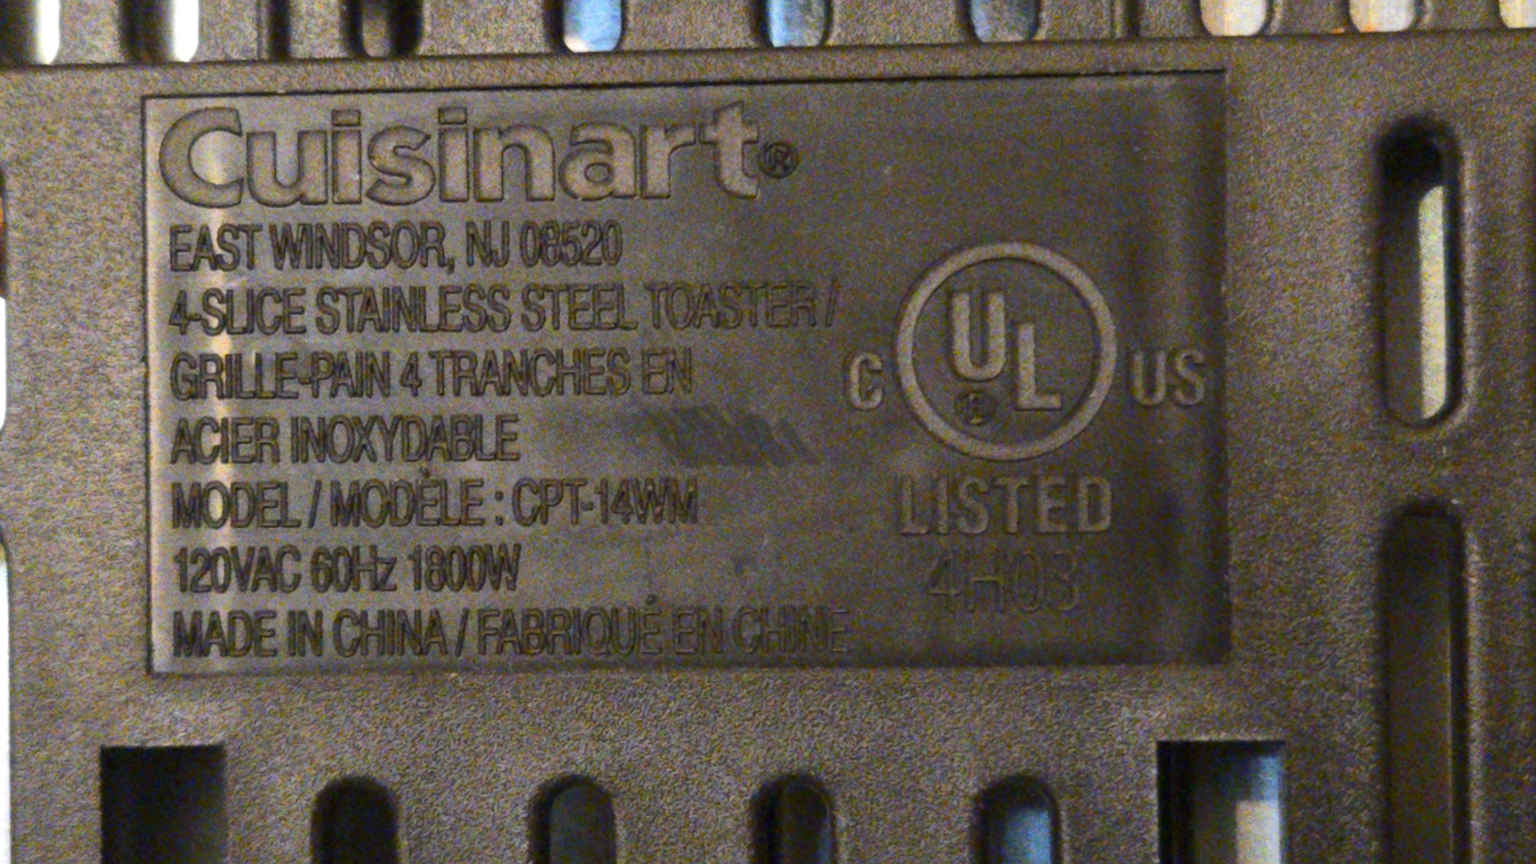 Cuisinart®
EAST WINDSOR, NJ 08520
4-SLICE STAINLESS STEEL TOASTER /
GRILLE-PAIN 4 TRANCHES EN
ACIER INOXYDABLE
MODEL / MODÈLE : CPT-14WM
120VAC 60Hz 1800W
MADE IN CHINA / FABRIQUÉ EN CHINE
C UL® US
LISTED
4H03